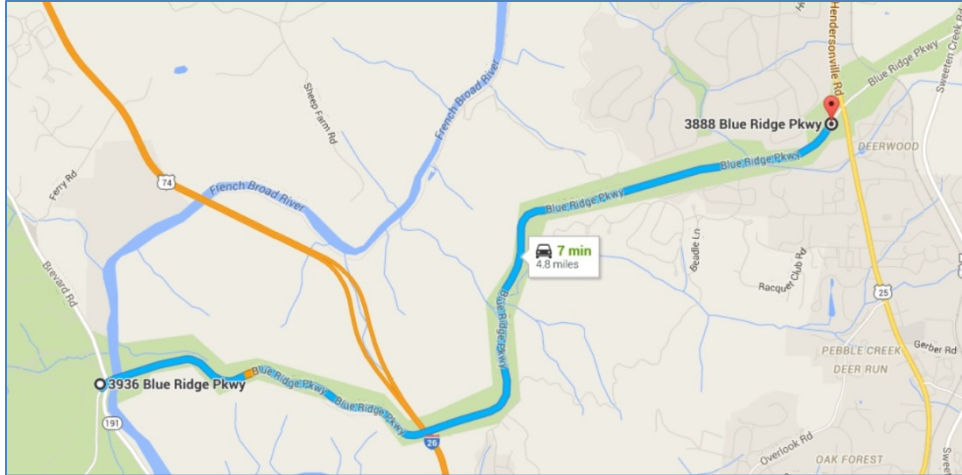 Hendersonville Rd
Blue Ridge Pkwy
Sweeten Creek Rd
Sheep Farm Rd
French Broad River
3888 Blue Ridge Pkwy
DEERWOOD
Blue Ridge Pkwy
74
Ferry Rd
French Broad River
Blue Ridge Pkwy
7 min
4.8 miles
Beadle Ln
Racquet Club Rd
25
Brevard Rd
Blue Ridge Pkwy
Gerber Rd
PEBBLE CREEK
DEER RUN
3936 Blue Ridge Pkwy
Blue Ridge Pkwy
Blue Ridge Pkwy
191
26
Overlook Rd
OAK FOREST